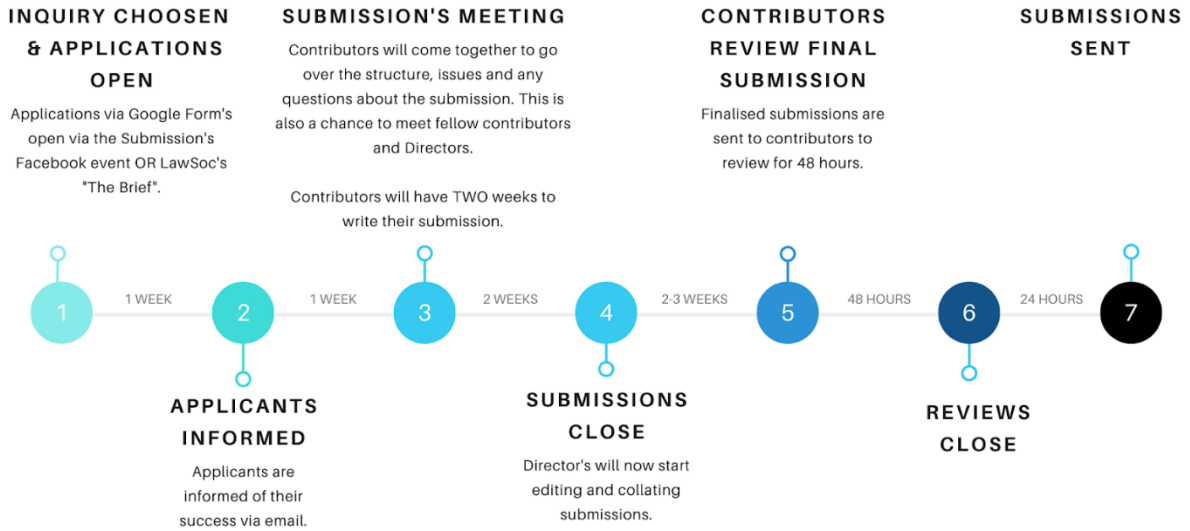 INQUIRY CHOOSEN
& APPLICATIONS
OPEN
Applications via Google Form's
open via the Submission's
Facebook event OR LawSoc's
"The Brief".
SUBMISSION'S MEETING
Contributors will come together to go
over the structure, issues and any
questions about the submission. This is
also a chance to meet fellow contributors
and Directors.
Contributors will have TWO weeks to
write their submission.
CONTRIBUTORS
REVIEW FINAL
SUBMISSION
Finalised submissions are
sent to contributors to
review for 48 hours.
SUBMISSIONS
SENT
1
1 WEEK
2
1 WEEK
3
2 WEEKS
4
2-3 WEEKS
5
48 HOURS
6
24 HOURS
7
APPLICANTS
INFORMED
Applicants are
informed of their
success via email.
SUBMISSIONS
CLOSE
Director's will now start
editing and collating
submissions.
REVIEWS
CLOSE